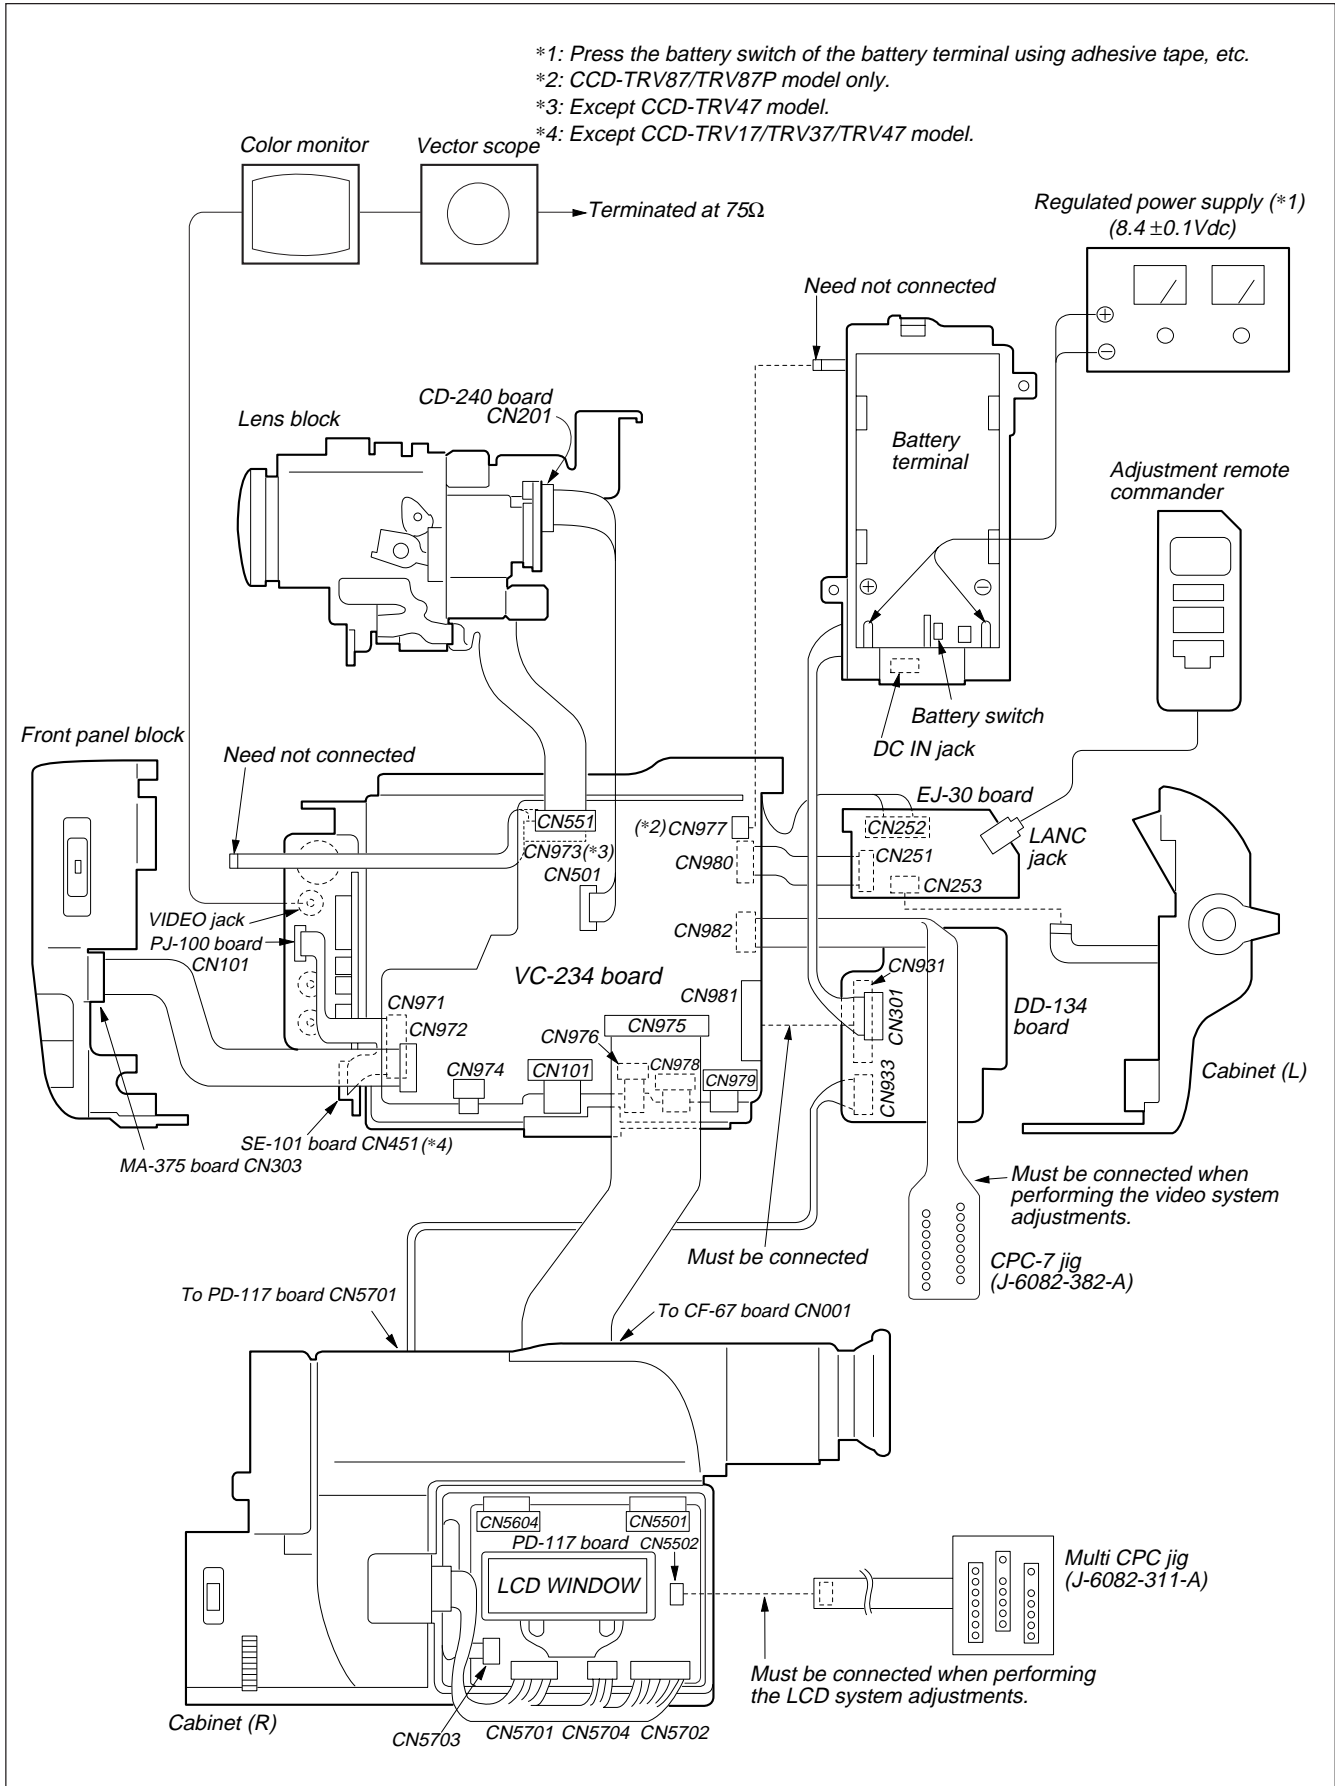 *1: Press the battery switch of the battery terminal using adhesive tape, etc.
*2: CCD-TRV87/TRV87P model only.
*3: Except CCD-TRV47 model.
*4: Except CCD-TRV17/TRV37/TRV47 model.
Color monitor
Vector scope
Terminated at 75Ω
Regulated power supply (*1)
(8.4 ±0.1Vdc)
Need not connected
CD-240 board
CN201
Lens block
Battery
terminal
Adjustment remote
commander
Battery switch
DC IN jack
Front panel block
Need not connected
EJ-30 board
CN551
(*2) CN977
CN252
LANC
jack
CN973(*3)
CN980
CN251
CN501
CN253
VIDEO jack
PJ-100 board
CN101
CN982
VC-234 board
CN931
CN981
CN971
CN972
CN301
DD-134
board
CN975
CN976
CN974
CN101
CN978
CN979
CN933
Cabinet (L)
SE-101 board CN451(*4)
MA-375 board CN303
Must be connected when
performing the video system
adjustments.
Must be connected
CPC-7 jig
(J-6082-382-A)
To PD-117 board CN5701
To CF-67 board CN001
CN5604
CN5501
PD-117 board
CN5502
LCD WINDOW
Multi CPC jig
(J-6082-311-A)
Must be connected when performing
the LCD system adjustments.
Cabinet (R)
CN5703
CN5701
CN5704
CN5702